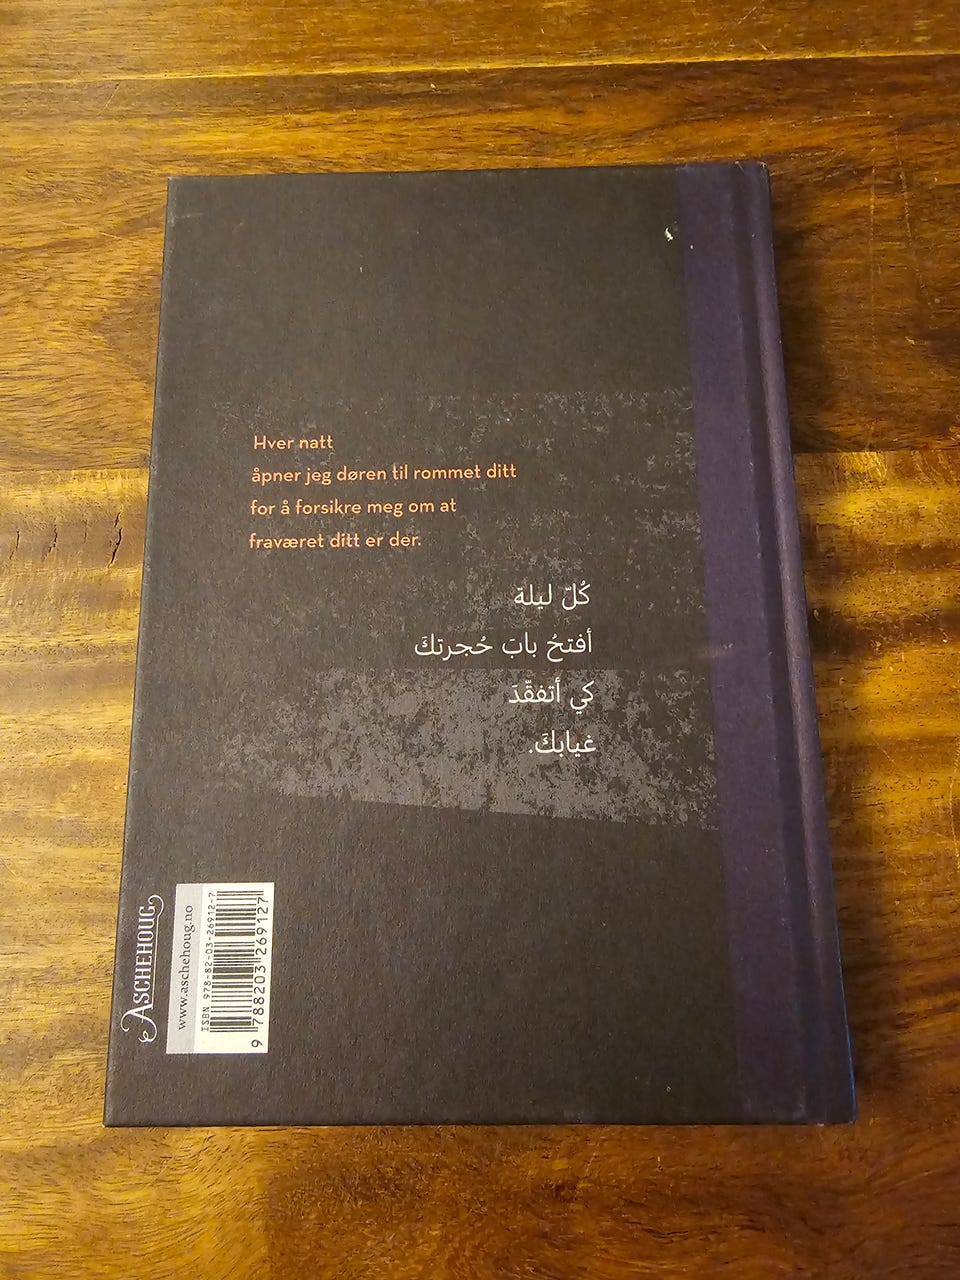 Hver natt
åpner jeg døren til rommet ditt
for å forsikre meg om at
fraværet ditt er der.
كُلّ ليلة
أفتحُ بابَ حُجرتكَ
كي أتفقّدَ
غيابكَ.
ASCHEHOUG
www.aschehoug.no
ISBN 978-82-03-26912-7
9 788203 269127